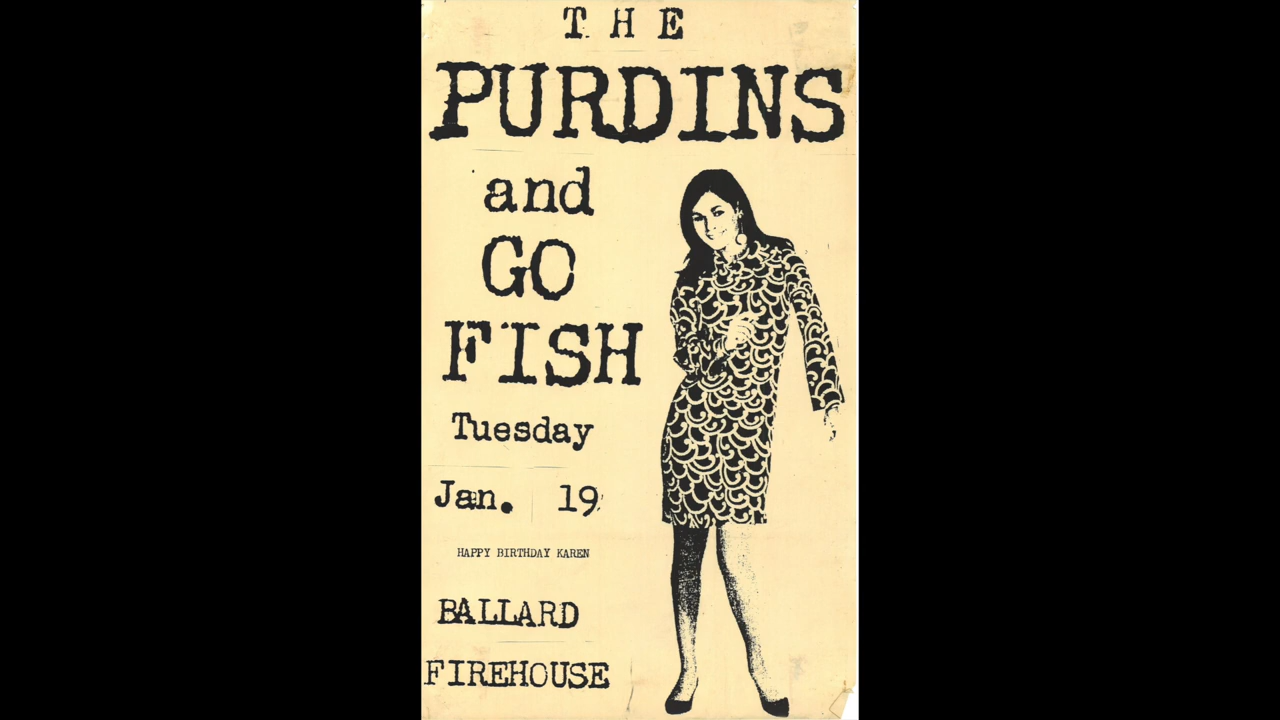 THE
PURDINS
and
GO
FISH
Tuesday
Jan. 19
HAPPY BIRTHDAY KAREN
BALLARD
FIREHOUSE